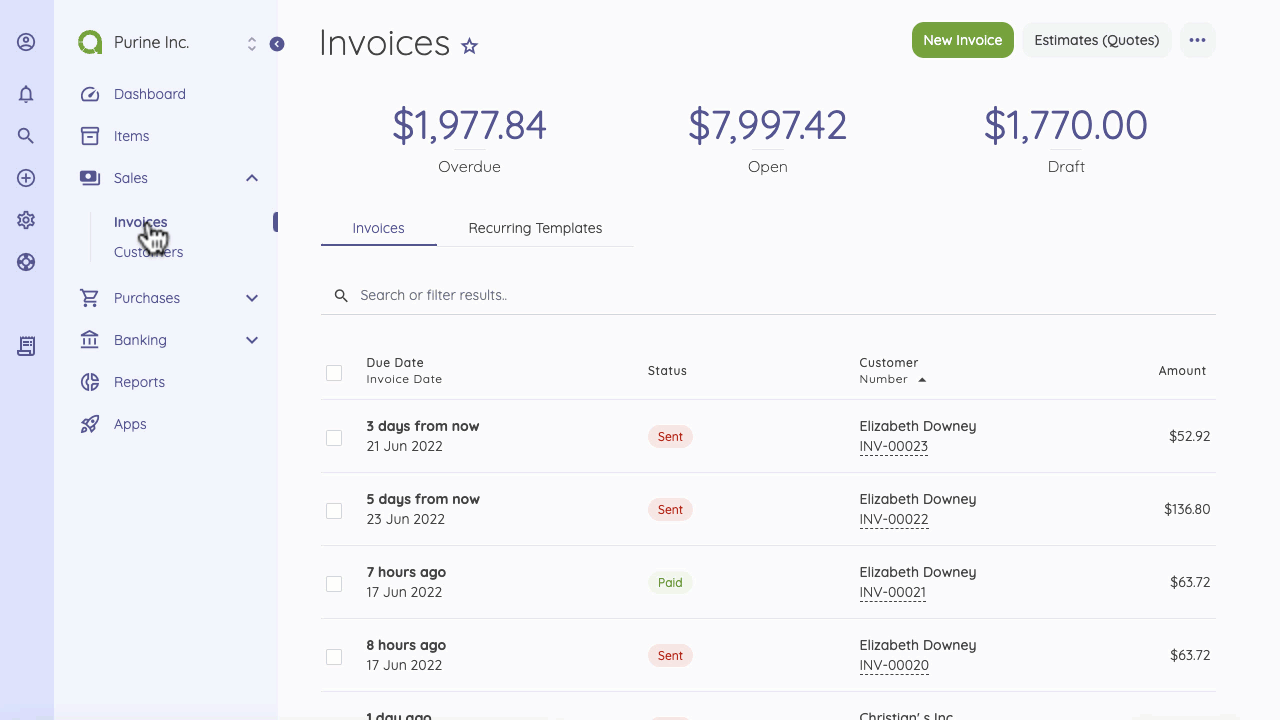 Purine Inc.
Dashboard
Items
Sales
Invoices
Customers
Purchases
Banking
Reports
Apps
Invoices
New Invoice
Estimates (Quotes)
$1,977.84
Overdue
$7,997.42
Open
$1,770.00
Draft
Invoices
Recurring Templates
Search or filter results..
Due Date
Invoice Date
Status
Customer
Number
Amount
3 days from now
21 Jun 2022
Sent
Elizabeth Downey
INV-00023
$52.92
5 days from now
23 Jun 2022
Sent
Elizabeth Downey
INV-00022
$136.80
7 hours ago
17 Jun 2022
Paid
Elizabeth Downey
INV-00021
$63.72
8 hours ago
17 Jun 2022
Sent
Elizabeth Downey
INV-00020
$63.72
1 day ago
Christian' s Inc